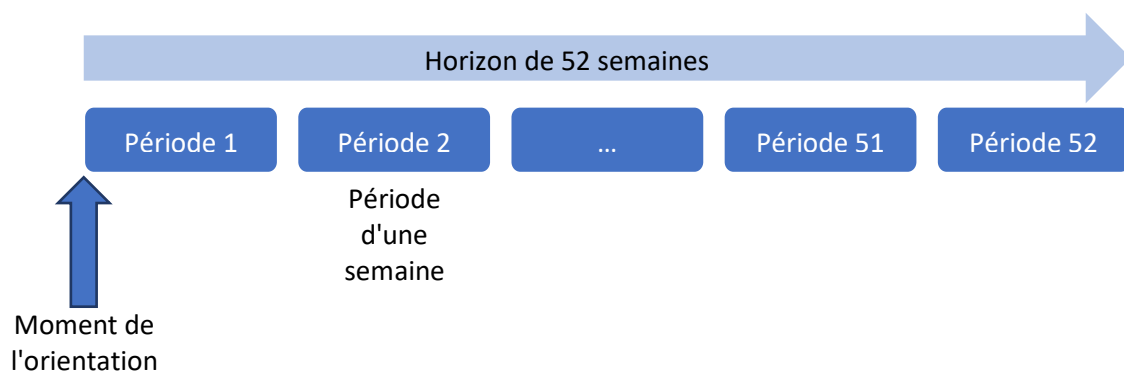 Horizon de 52 semaines
Période 1
Période 2
...
Période 51
Période 52
Période
d'une
semaine
Moment de
l'orientation